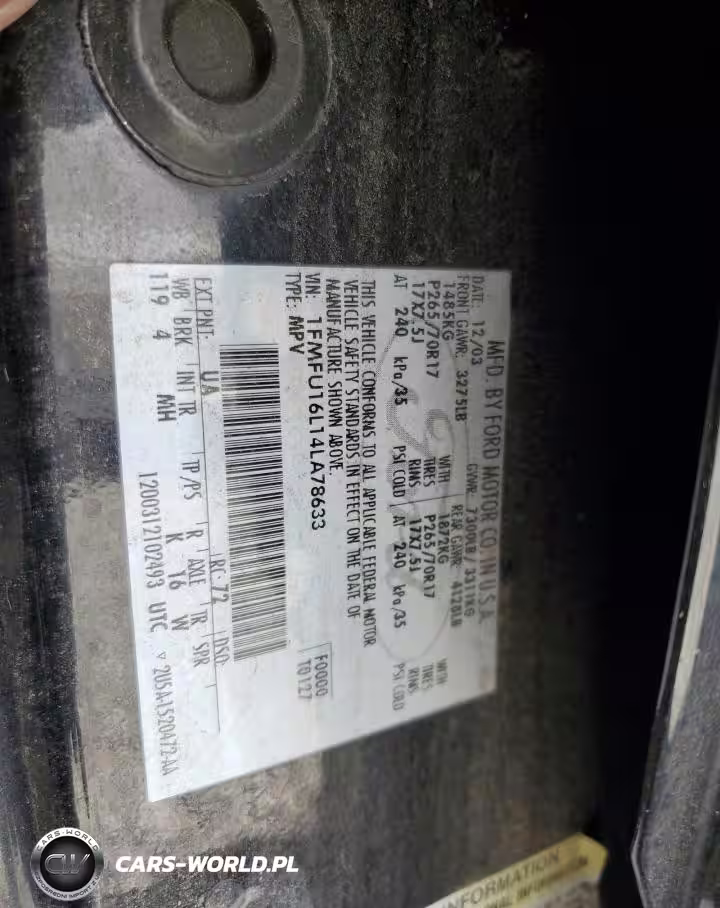 MFD. BY FORD MOTOR CO. IN U.S.A.
DATE: 12/03 GVWR: 7300LB/3311KG
FRONT GAWR: 3275LB REAR GAWR: 4128LB
1485KG WITH 1872KG WITH
P265/70R17 TIRES P265/70R17 TIRES
17X7.5J RIMS 17X7.5J RIMS
AT 240 kPa/35 PSI COLD AT 240 kPa/35 PSI COLD
THIS VEHICLE CONFORMS TO ALL APPLICABLE FEDERAL MOTOR
VEHICLE SAFETY STANDARDS IN EFFECT ON THE DATE OF
MANUFACTURE SHOWN ABOVE.
VIN: 1FMFU16L14LA78633 F0000
TYPE: MPV T0127
EXT PNT: UA RC: 72 DSO:
WB BRK INT TR TP/PS R AXLE TR SPR
119 4 MH K 16 W
1200312102493 UTC ▽ 2U5A-1520472-AA
INFORMATION
CARS-WORLD
CW
CARS-WORLD.PL